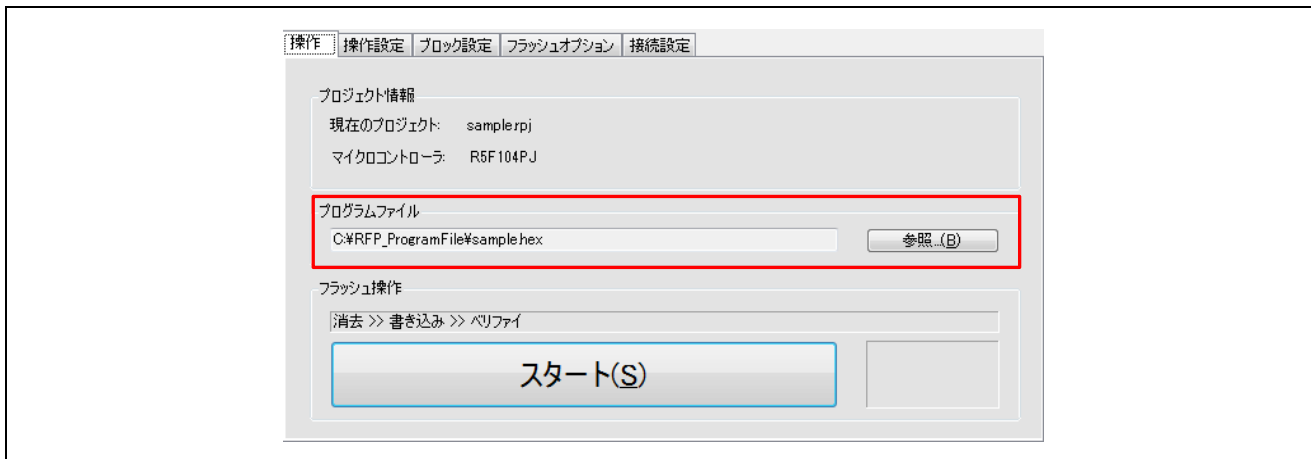 操作 操作設定 ブロック設定 フラッシュオプション 接続設定
プロジェクト情報
現在のプロジェクト: sample.rpj
マイクロコントローラ: R5F104PJ
プログラムファイル
C:¥RFP_ProgramFile¥sample.hex 参照...(B)
フラッシュ操作
消去 >> 書き込み >> ベリファイ
スタート(S)